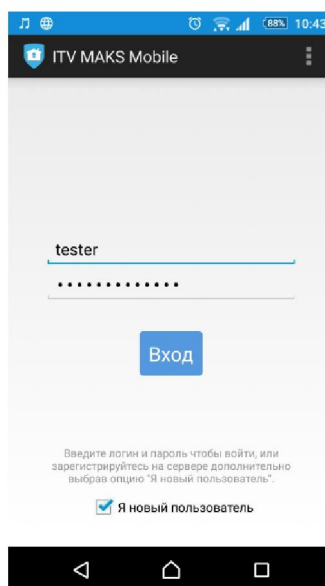 88% 10:43
ITV MAKS Mobile
tester
•••••••••••••
Вход
Введите логин и пароль чтобы войти, или
зарегистрируйтесь на сервере дополнительно
выбрав опцию "Я новый пользователь".
Я новый пользователь